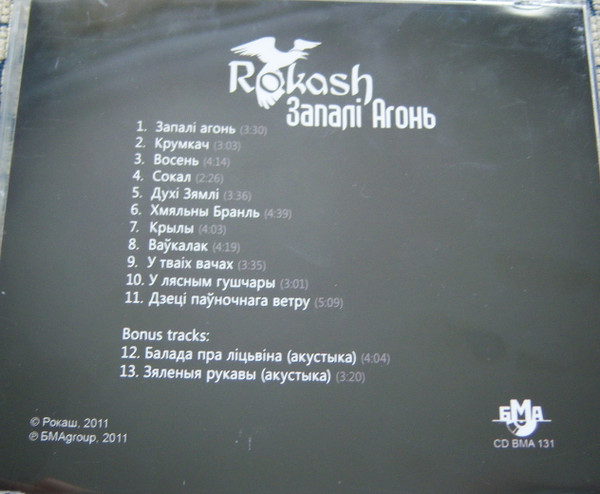 Rokash
Запалі Агонь
1. Запалі агонь (3:30)
2. Крумкач (3:03)
3. Восень (4:14)
4. Сокал (2:26)
5. Духі Зямлі (3:36)
6. Хмяльны Бранль (4:39)
7. Крылы (4:03)
8. Ваўкалак (4:19)
9. У тваіх вачах (3:35)
10. У лясным гушчары (3:01)
11. Дзеці паўночнага ветру (5:09)
Bonus tracks:
12. Балада пра ліцьвіна (акустыка) (4:04)
13. Зяленыя рукавы (акустыка) (3:20)
© Рокаш, 2011
℗ БМАgroup, 2011
БМА
CD BMA 131